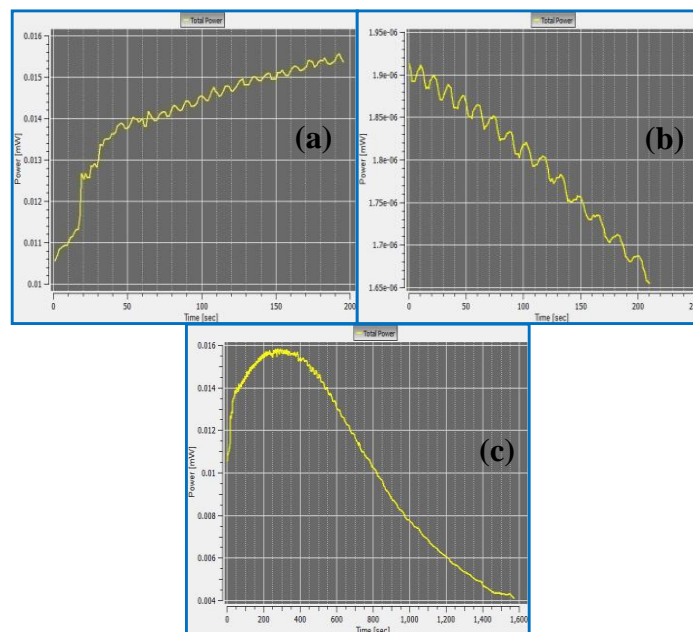 Total Power
0.016
0.015
0.014
0.013
0.012
0.011
0.01
Power [mW]
0 50 100 150 200
Time [sec]
(a)
Total Power
1.95e-06
1.9e-06
1.85e-06
1.8e-06
1.75e-06
1.7e-06
1.65e-06
Power [mW]
0 50 100 150 200
Time [sec]
(b)
Total Power
0.016
0.014
0.012
0.01
0.008
0.006
0.004
Power [mW]
0 200 400 600 800 1,000 1,200 1,400 1,600
Time [sec]
(c)